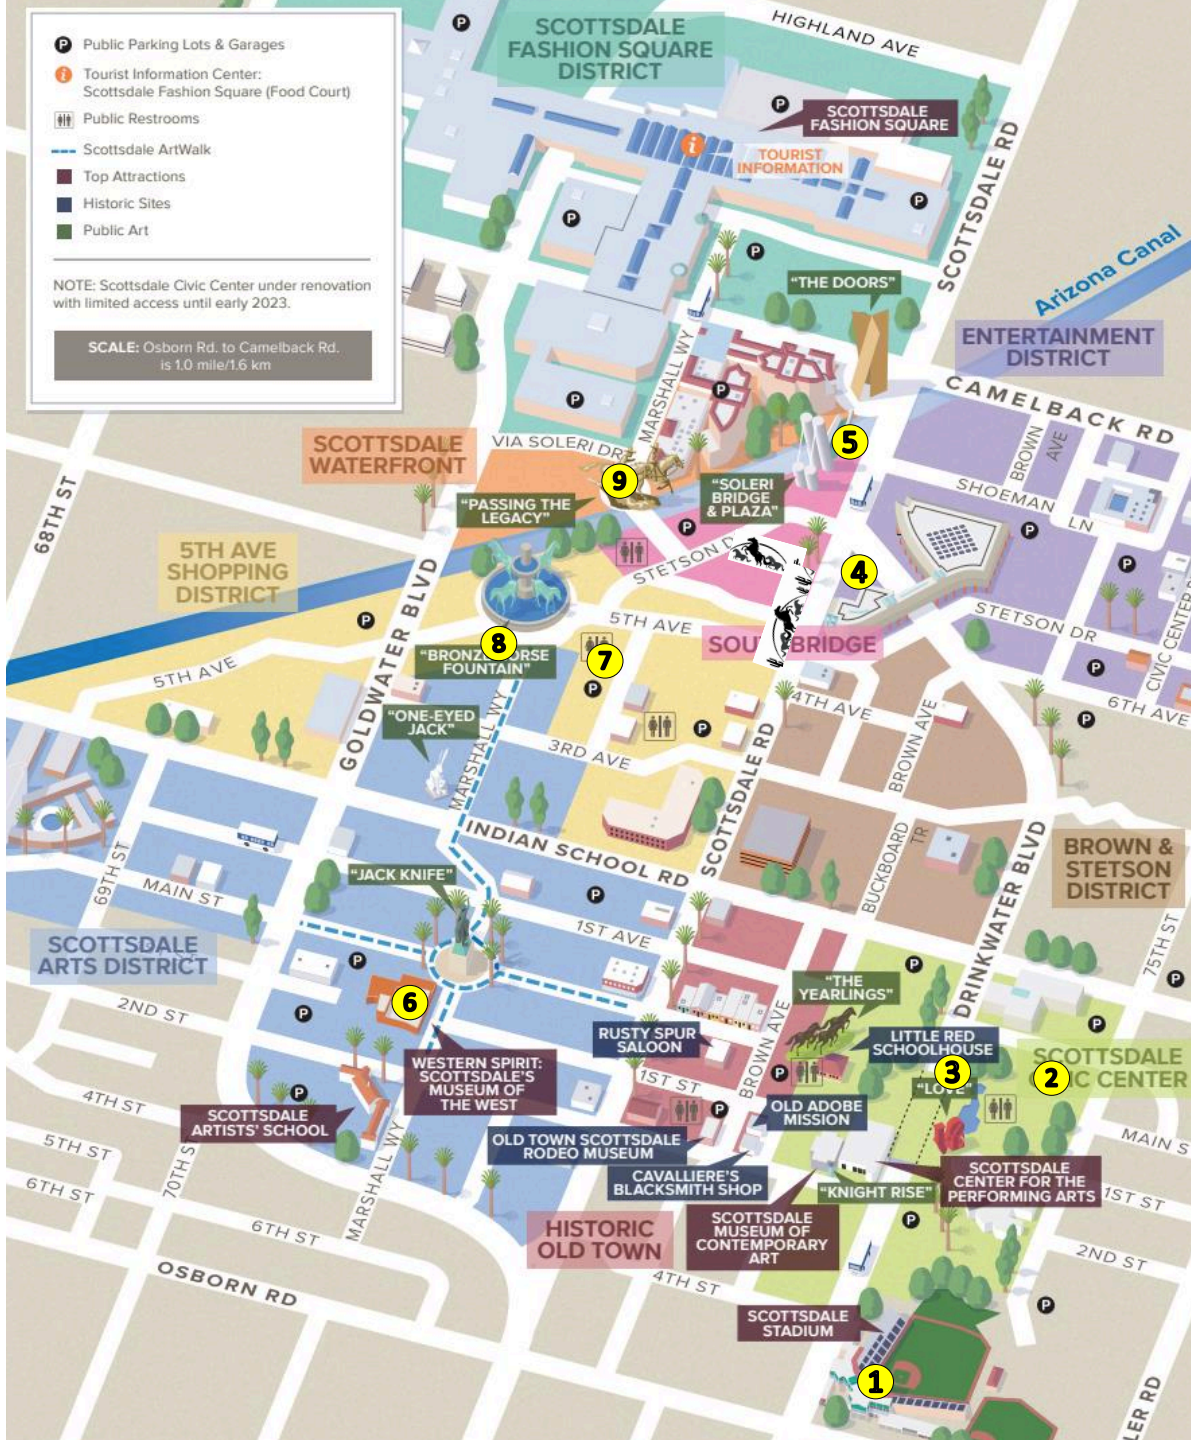 P Public Parking Lots & Garages
i Tourist Information Center:
Scottsdale Fashion Square (Food Court)
Public Restrooms
Scottsdale ArtWalk
Top Attractions
Historic Sites
Public Art
NOTE: Scottsdale Civic Center under renovation
with limited access until early 2023.
SCALE: Osborn Rd. to Camelback Rd.
is 1.0 mile/1.6 km
SCOTTSDALE
FASHION SQUARE
DISTRICT
HIGHLAND AVE
SCOTTSDALE
FASHION SQUARE
TOURIST
INFORMATION
SCOTTSDALE RD
Arizona Canal
"THE DOORS"
ENTERTAINMENT
DISTRICT
CAMELBACK RD
MARSHALL WY
VIA SOLERI DR
SCOTTSDALE
WATERFRONT
5
BROWN
AVE
9
"PASSING THE
LEGACY"
"SOLERI
BRIDGE
& PLAZA"
SHOEMAN
LN
68TH ST
5TH AVE
SHOPPING
DISTRICT
STETSON D
4
GOLDWATER BLVD
5TH AVE
STETSON DR
CIVIC CENTER
8
"BRONZE HORSE
FOUNTAIN"
7
SOU BRIDGE
5TH AVE
4TH AVE
6TH AVE
"ONE-EYED
JACK"
MARSHALL WY
3RD AVE
SCOTTSDALE RD
BROWN AVE
INDIAN SCHOOL RD
BUCKBOARD
TR
DRINKWATER BLVD
BROWN &
STETSON
DISTRICT
69TH ST
MAIN ST
"JACK KNIFE"
1ST AVE
75TH ST
SCOTTSDALE
ARTS DISTRICT
2ND ST
6
"THE
YEARLINGS"
RUSTY SPUR
SALOON
BROWN AVE
LITTLE RED
SCHOOLHOUSE
SCOTTSDALE
IC CENTER
2
3
"LOVE"
WESTERN SPIRIT:
SCOTTSDALE'S
MUSEUM OF
THE WEST
1ST ST
4TH ST
SCOTTSDALE
ARTISTS' SCHOOL
OLD ADOBE
MISSION
5TH ST
OLD TOWN SCOTTSDALE
RODEO MUSEUM
MAIN S
6TH ST
70TH ST
MARSHALL WY
CAVALLIERE'S
BLACKSMITH SHOP
"KNIGHT RISE"
SCOTTSDALE
CENTER FOR THE
PERFORMING ARTS
1ST ST
6TH ST
HISTORIC
OLD TOWN
SCOTTSDALE
MUSEUM OF
CONTEMPORARY
ART
2ND ST
OSBORN RD
4TH ST
SCOTTSDALE
STADIUM
1
LER RD